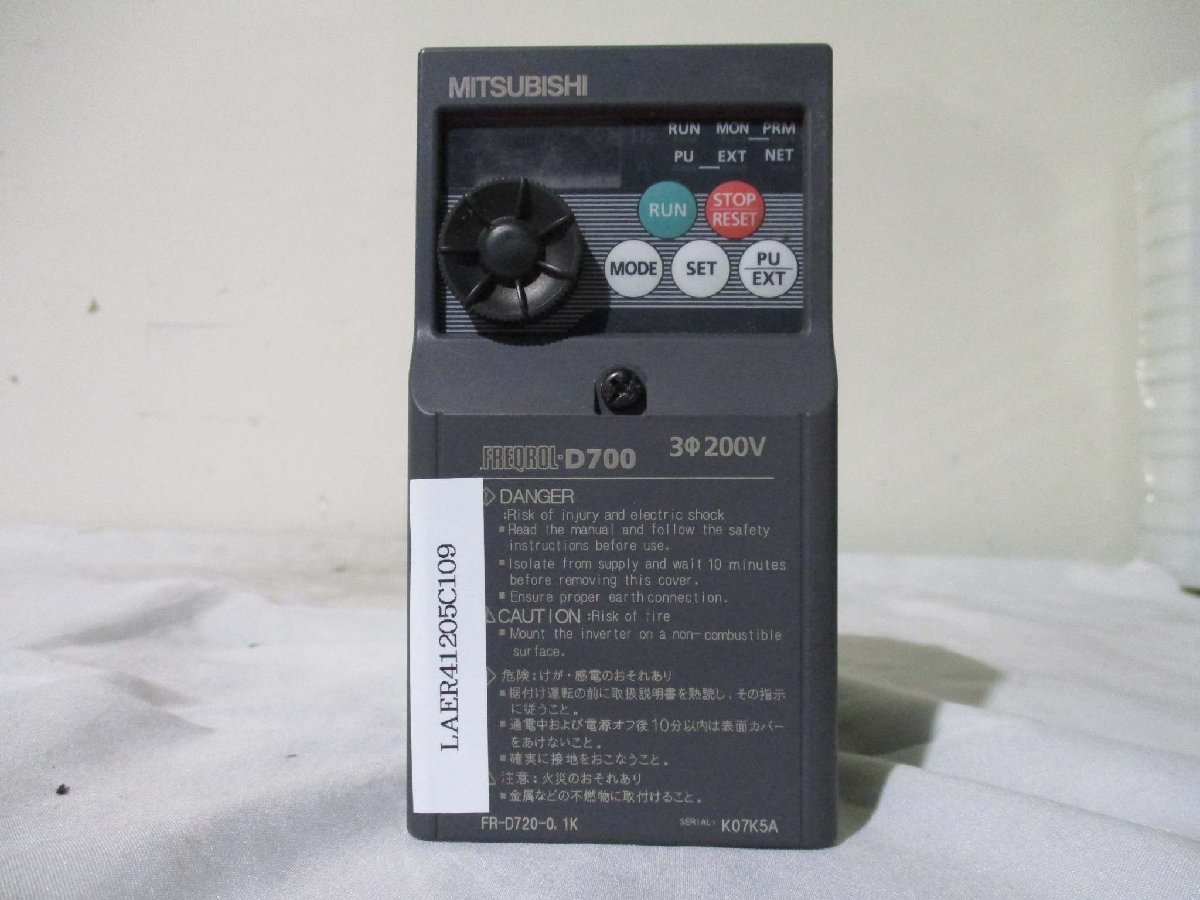 MITSUBISHI
RUN MON PRM
PU EXT NET
RUN
STOP
RESET
MODE
SET
PU
EXT
FREQROL-D700
3Φ200V
DANGER
:Risk of injury and electric shock
▪Read the manual and follow the safety
instructions before use.
▪Isolate from supply and wait 10 minutes
before removing this cover.
▪Ensure proper earth connection.
CAUTION :Risk of fire
▪Mount the inverter on a non-combustible
surface.
危険：けが・感電のおそれあり
▪据付け運転の前に取扱説明書を熟読し、その指示
に従うこと。
▪通電中および電源オフ後10分以内は表面カバー
をあけないこと。
▪確実に接地をおこなうこと。
注意：火災のおそれあり
▪金属などの不燃物に取付けること。
FR-D720-0.1K
SERIAL: K07K5A
LAER41205C109